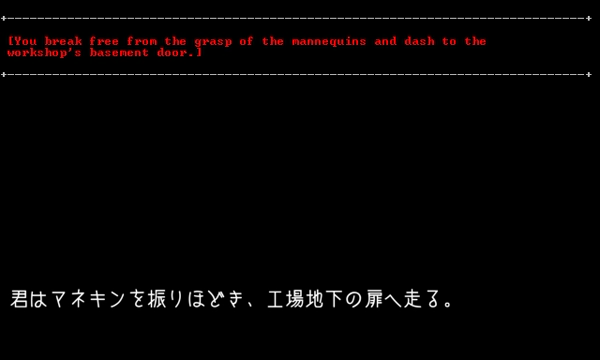 [You break free from the grasp of the mannequins and dash to the
workshop's basement door.]
君はマネキンを振りほどき、工場地下の扉へ走る。